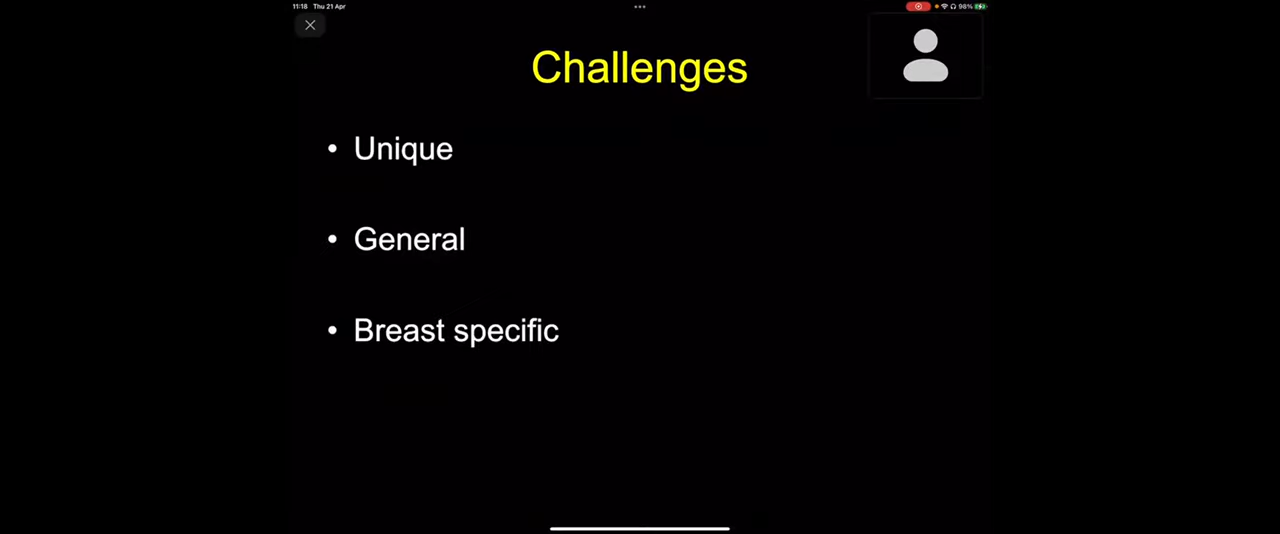 11:18 Thu 21 Apr
98%
Challenges
• Unique
• General
• Breast specific